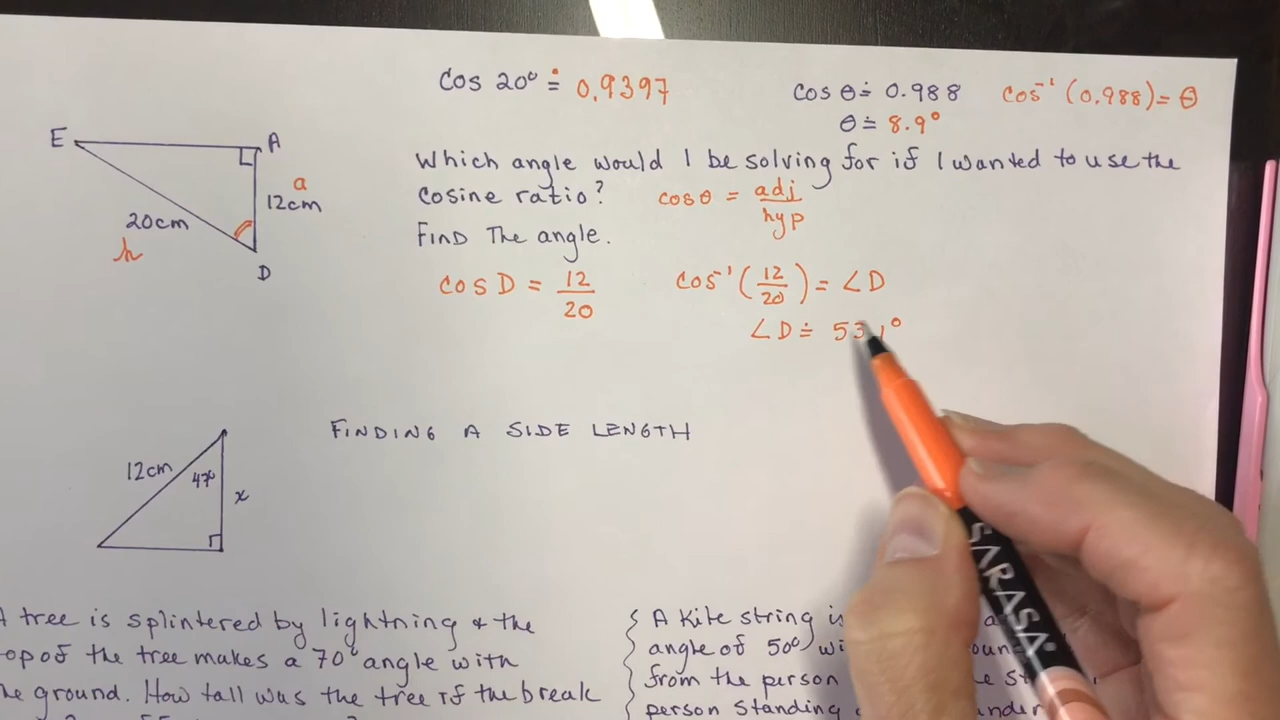 cos 20° ≐ 0.9397
cos θ ≐ 0.988 cos⁻¹ (0.988) = θ
θ ≐ 8.9°
E
A
a
12cm
20cm
h
D
Which angle would I be solving for if I wanted to use the
cosine ratio? cos θ = adj/hyp
Find The angle.
cos D = 12/20 cos⁻¹ (12/20) = ∠D
∠D ≐ 53.1°
FINDING A SIDE LENGTH
12cm
47°
x
A tree is splintered by lightning & the
top of the tree makes a 70° angle with
the ground. How tall was the tree if the break
A kite string is
angle of 50°
from the person
person standing
SARASA